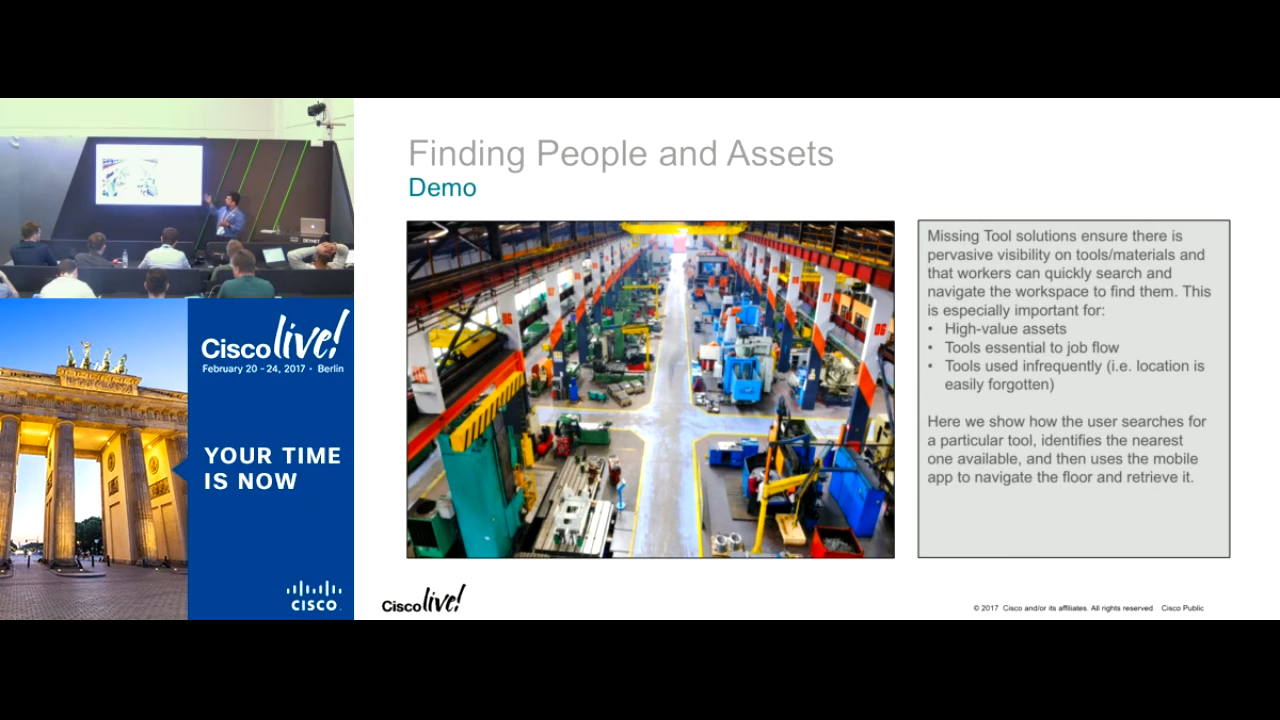 Finding People and Assets
Demo
Missing Tool solutions ensure there is
pervasive visibility on tools/materials and
that workers can quickly search and
navigate the workspace to find them. This
is especially important for:
• High-value assets
• Tools essential to job flow
• Tools used infrequently (i.e. location is
easily forgotten)
Here we show how the user searches for
a particular tool, identifies the nearest
one available, and then uses the mobile
app to navigate the floor and retrieve it.
Cisco live!
February 20 - 24, 2017 • Berlin
YOUR TIME
IS NOW
CISCO
Cisco live!
© 2017 Cisco and/or its affiliates. All rights reserved. Cisco Public
DEVNET
06